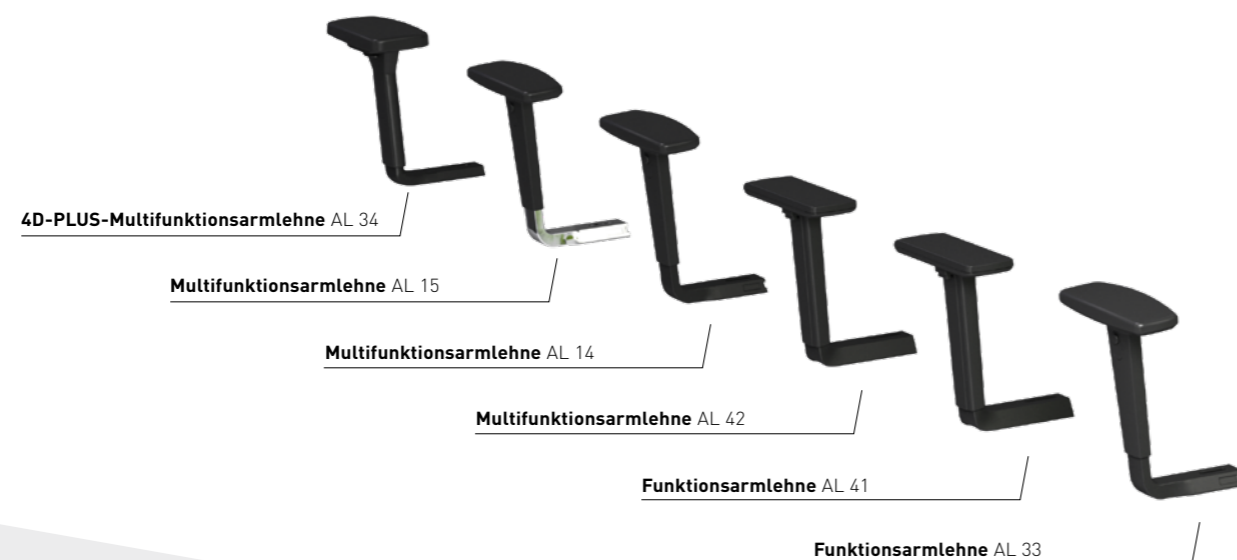 4D-PLUS-Multifunktionsarmlehne AL 34
Multifunktionsarmlehne AL 15
Multifunktionsarmlehne AL 14
Multifunktionsarmlehne AL 42
Funktionsarmlehne AL 41
Funktionsarmlehne AL 33